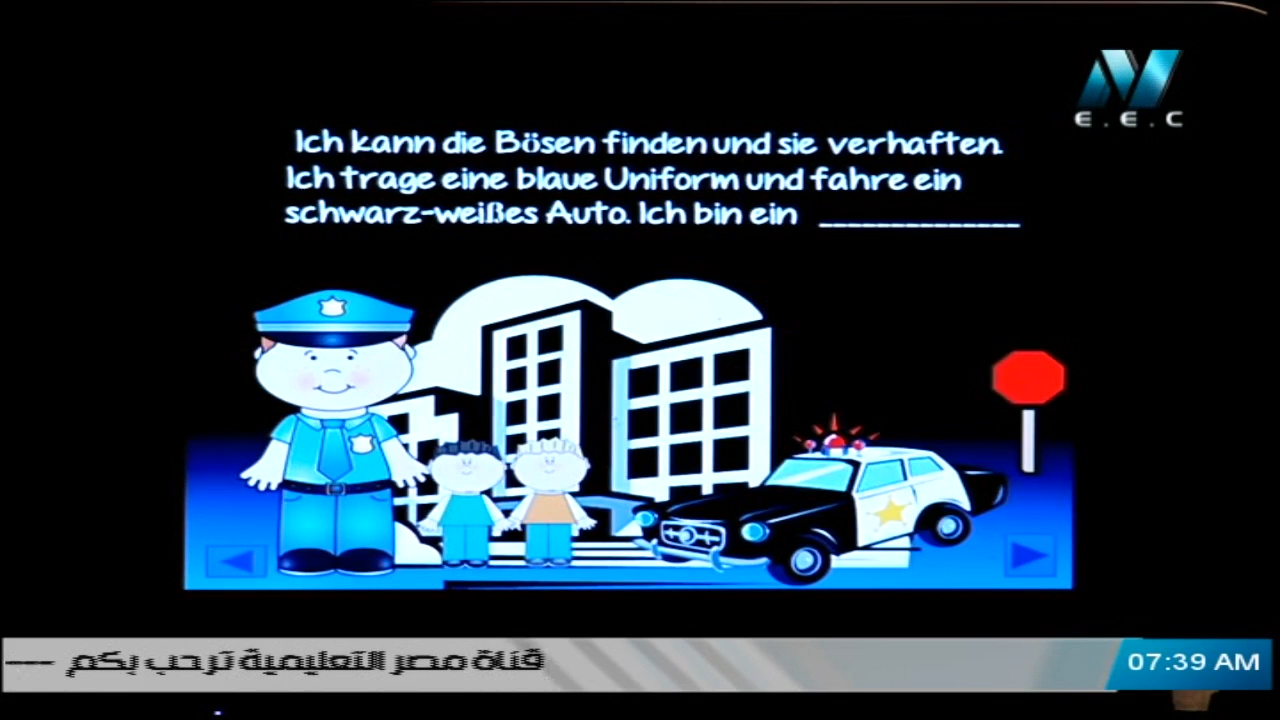 E.E.C
Ich kann die Bösen finden und sie verhaften.
Ich trage eine blaue Uniform und fahre ein
schwarz-weißes Auto. Ich bin ein ______________
قناة مصر التعليمية ترحب بكم ---
07:39 AM